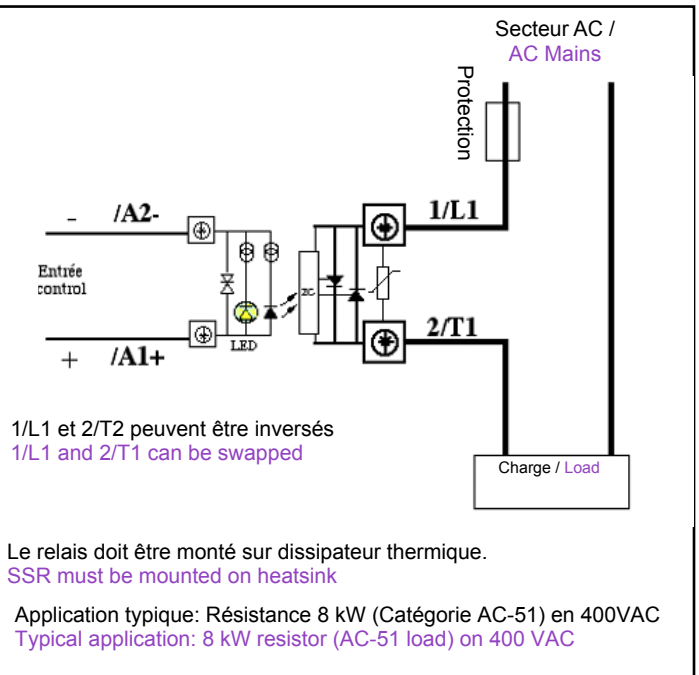 Secteur AC /
AC Mains
Protection
- /A2-
1/L1
Entrée
control
ZC
LED
+ /A1+
2/T1
1/L1 et 2/T2 peuvent être inversés
1/L1 and 2/T1 can be swapped
Charge / Load
Le relais doit être monté sur dissipateur thermique.
SSR must be mounted on heatsink
Application typique: Résistance 8 kW (Catégorie AC-51) en 400VAC
Typical application: 8 kW resistor (AC-51 load) on 400 VAC